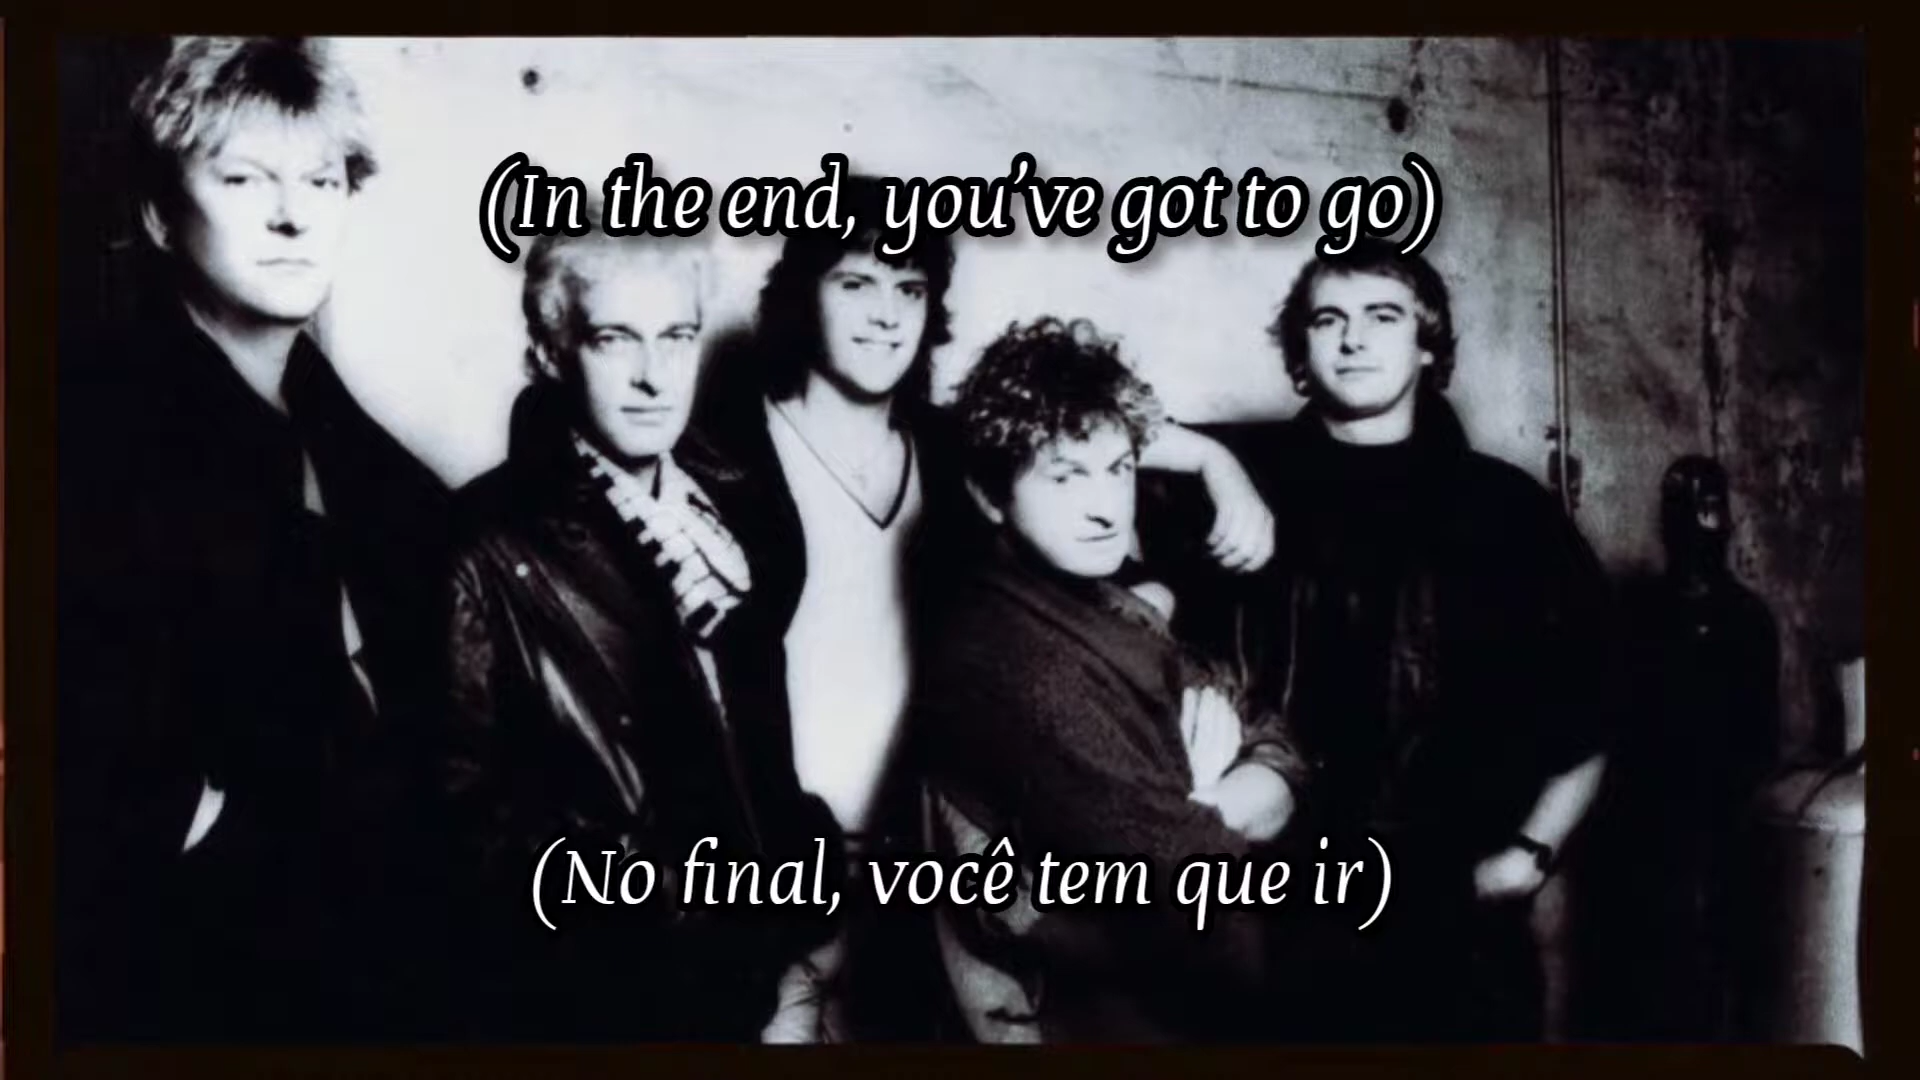 (In the end, you've got to go)
(No final, você tem que ir)